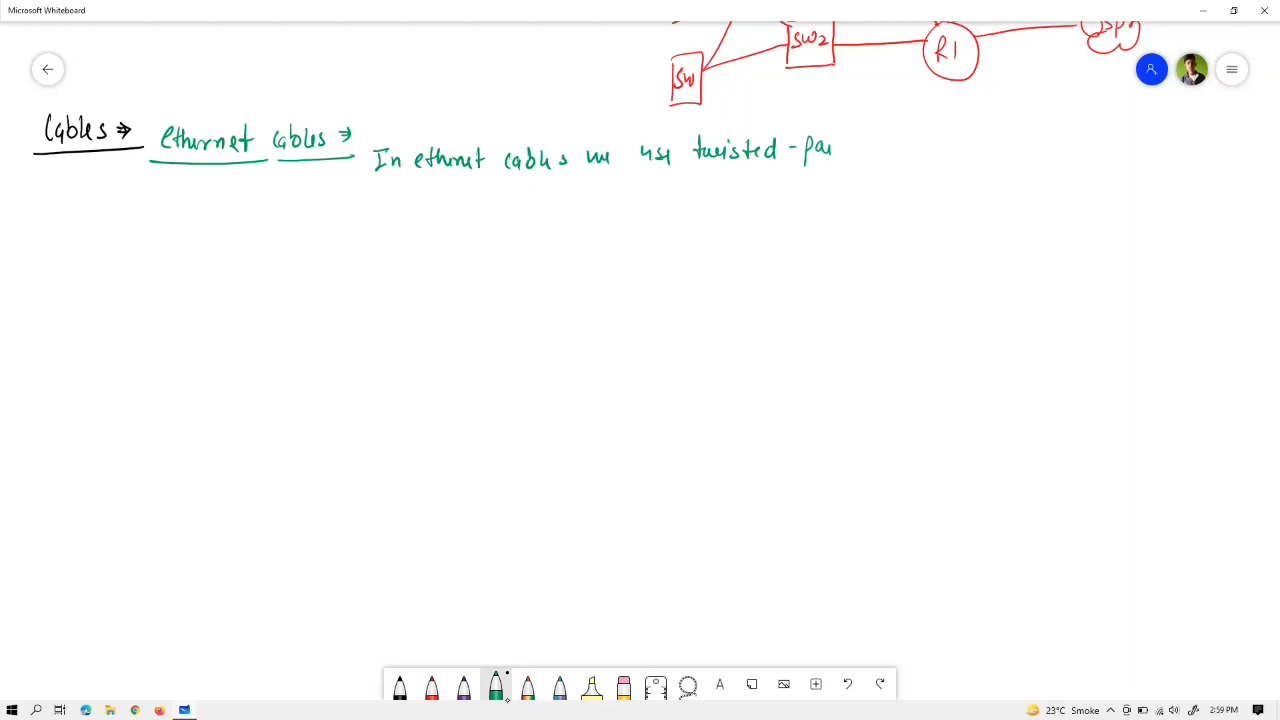 Microsoft Whiteboard
SW2
R1
SW
Cables ⇒ Ethernet Cables ⇒ In ethernet cables we use twisted - pai
23°C Smoke
2:59 PM